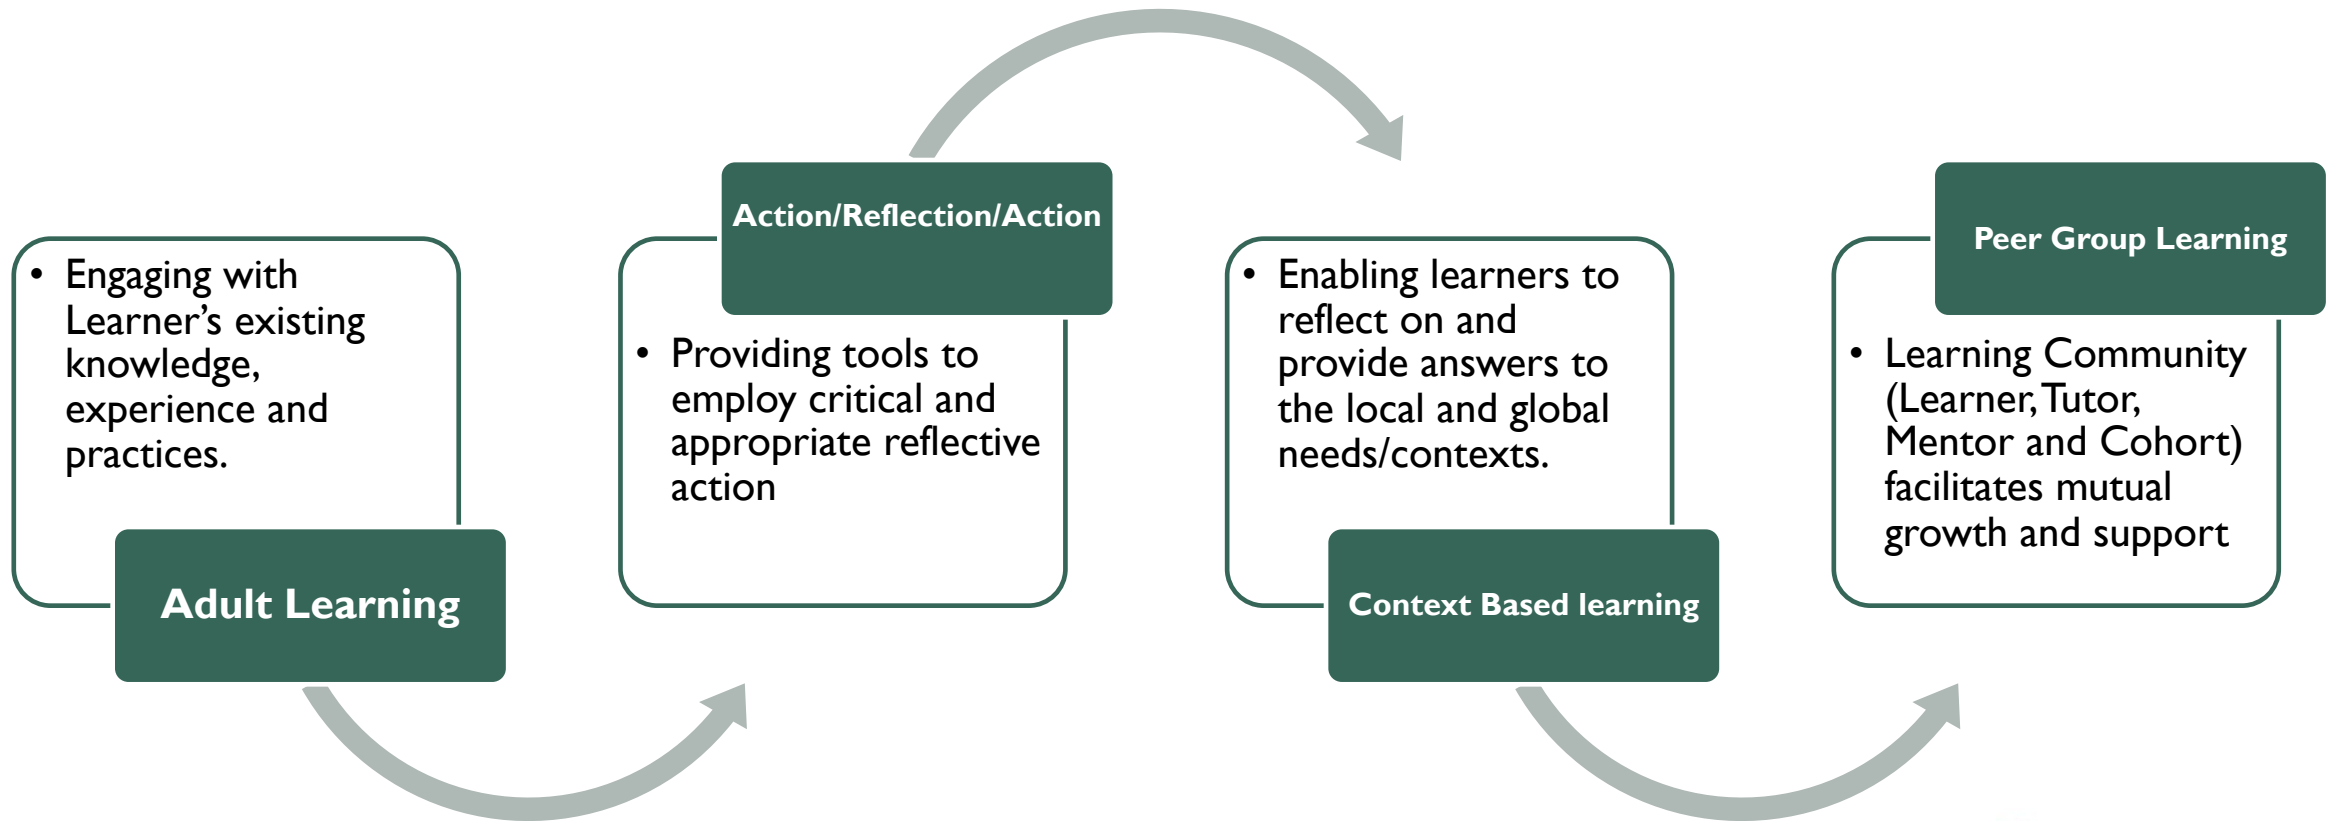 • Engaging with
Learner’s existing
knowledge,
experience and
practices.
Adult Learning
Action/Reflection/Action
• Providing tools to
employ critical and
appropriate reflective
action
• Enabling learners to
reflect on and
provide answers to
the local and global
needs/contexts.
Context Based learning
Peer Group Learning
• Learning Community
(Learner, Tutor,
Mentor and Cohort)
facilitates mutual
growth and support